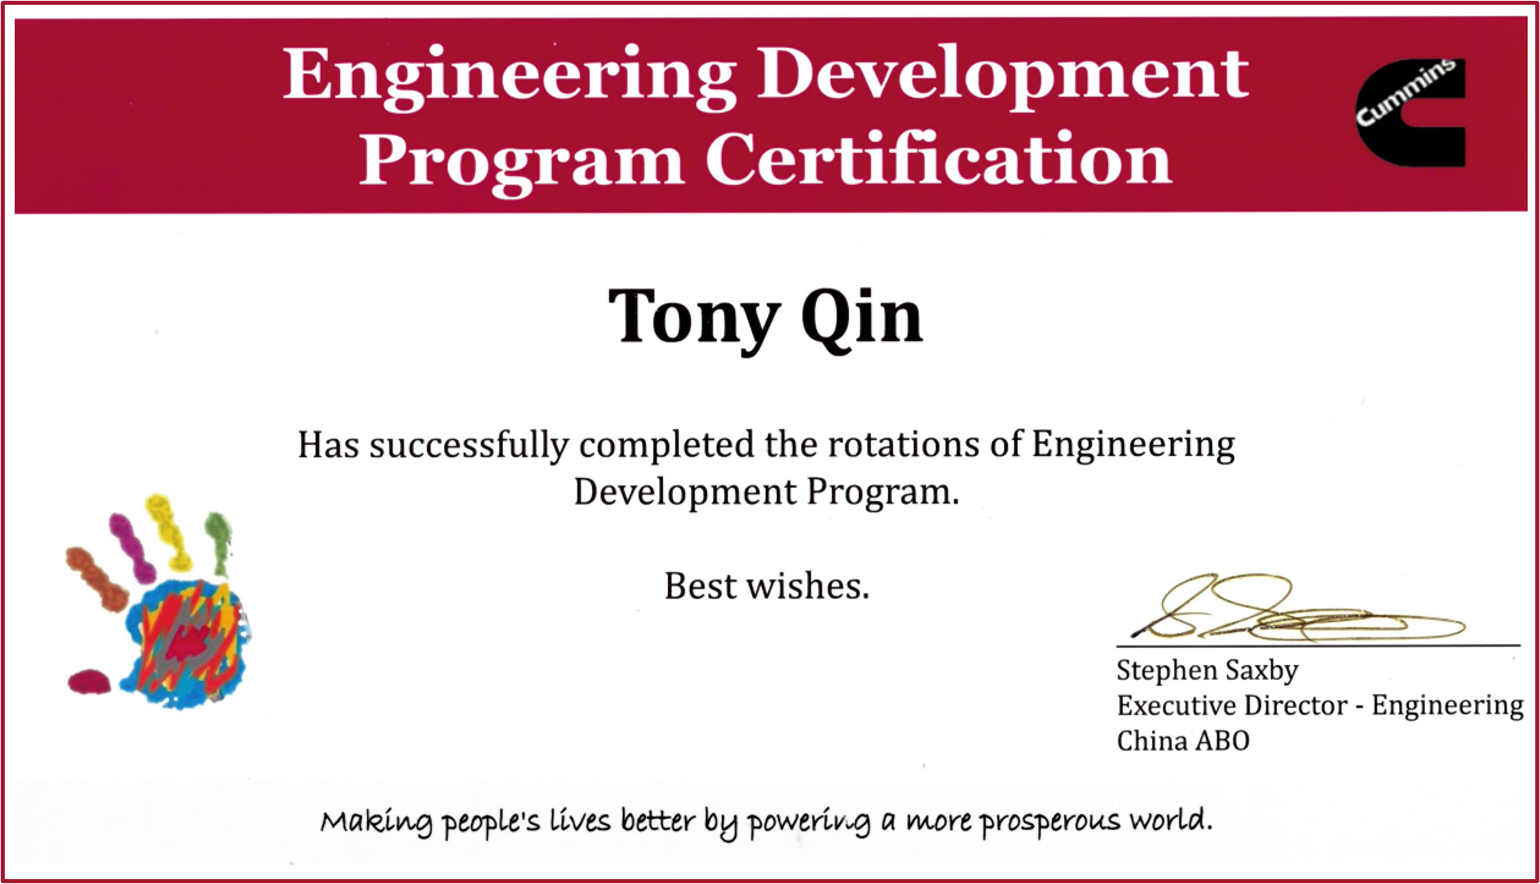 Engineering Development
Program Certification
Cummins
Tony Qin
Has successfully completed the rotations of Engineering
Development Program.
Best wishes.
Stephen Saxby
Executive Director - Engineering
China ABO
Making people's lives better by powering a more prosperous world.